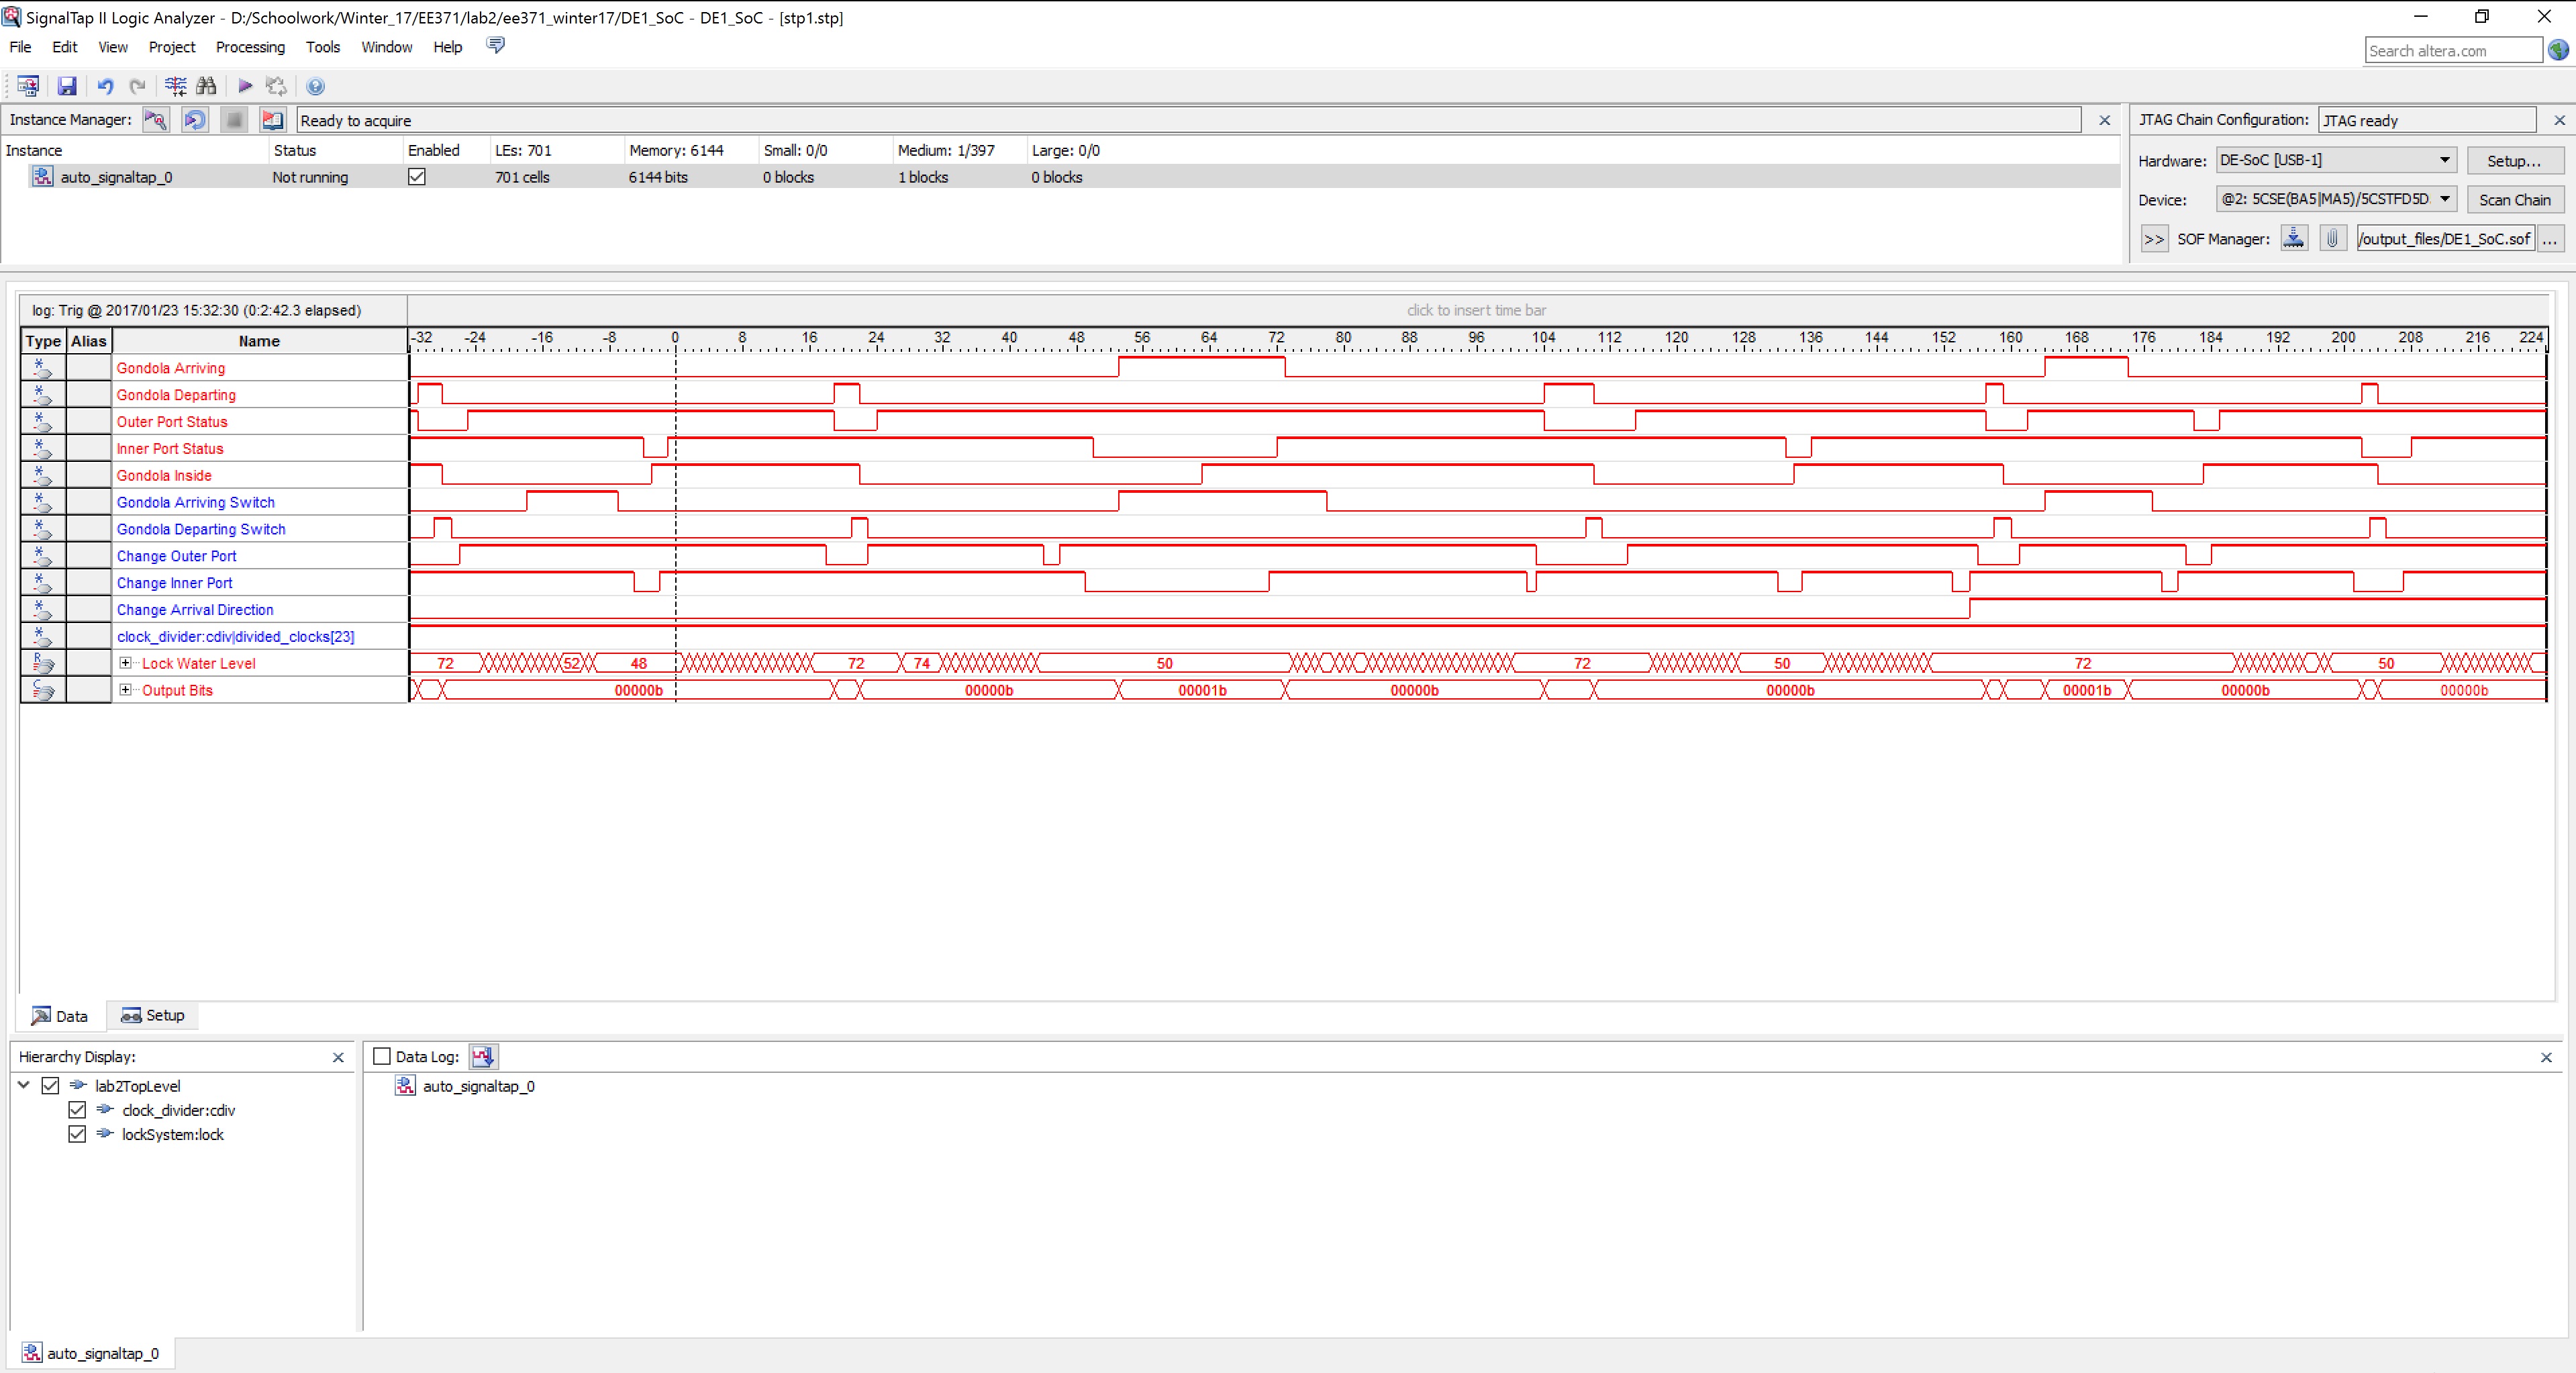 SignalTap II Logic Analyzer - D:/Schoolwork/Winter_17/EE371/lab2/ee371_winter17/DE1_SoC - DE1_SoC - [stp1.stp]
File Edit View Project Processing Tools Window Help
Search altera.com
Instance Manager: Ready to acquire
JTAG Chain Configuration: JTAG ready
Instance Status Enabled LEs: 701 Memory: 6144 Small: 0/0 Medium: 1/397 Large: 0/0
auto_signaltap_0 Not running 701 cells 6144 bits 0 blocks 1 blocks 0 blocks
Hardware: DE-SoC [USB-1] Setup...
Device: @2: 5CSE(BA5|MA5)/5CSTFD5D. Scan Chain
>> SOF Manager: /output_files/DE1_SoC.sof ...
log: Trig @ 2017/01/23 15:32:30 (0:2:42.3 elapsed) click to insert time bar
Type Alias Name -32 -24 -16 -8 0 8 16 24 32 40 48 56 64 72 80 88 96 104 112 120 128 136 144 152 160 168 176 184 192 200 208 216 224
Gondola Arriving
Gondola Departing
Outer Port Status
Inner Port Status
Gondola Inside
Gondola Arriving Switch
Gondola Departing Switch
Change Outer Port
Change Inner Port
Change Arrival Direction
clock_divider:cdiv|divided_clocks[23]
Lock Water Level 72 52 48 72 74 50 72 50 72 50
Output Bits 00000b 00000b 00001b 00000b 00000b 00001b 00000b 00000b
Data Setup
Hierarchy Display: Data Log:
lab2TopLevel auto_signaltap_0
clock_divider:cdiv
lockSystem:lock
auto_signaltap_0